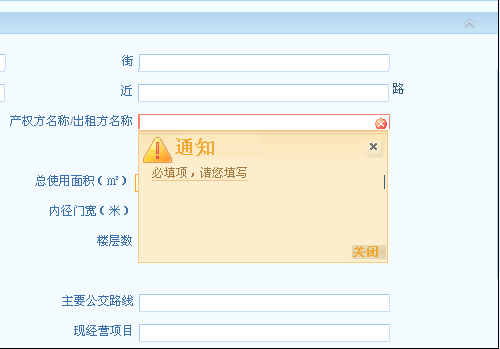 街
近 路
产权方名称/出租方名称
通知
必填项，请您填写
总使用面积（㎡）
内径门宽（米）
楼层数
关闭
主要公交路线
现经营项目